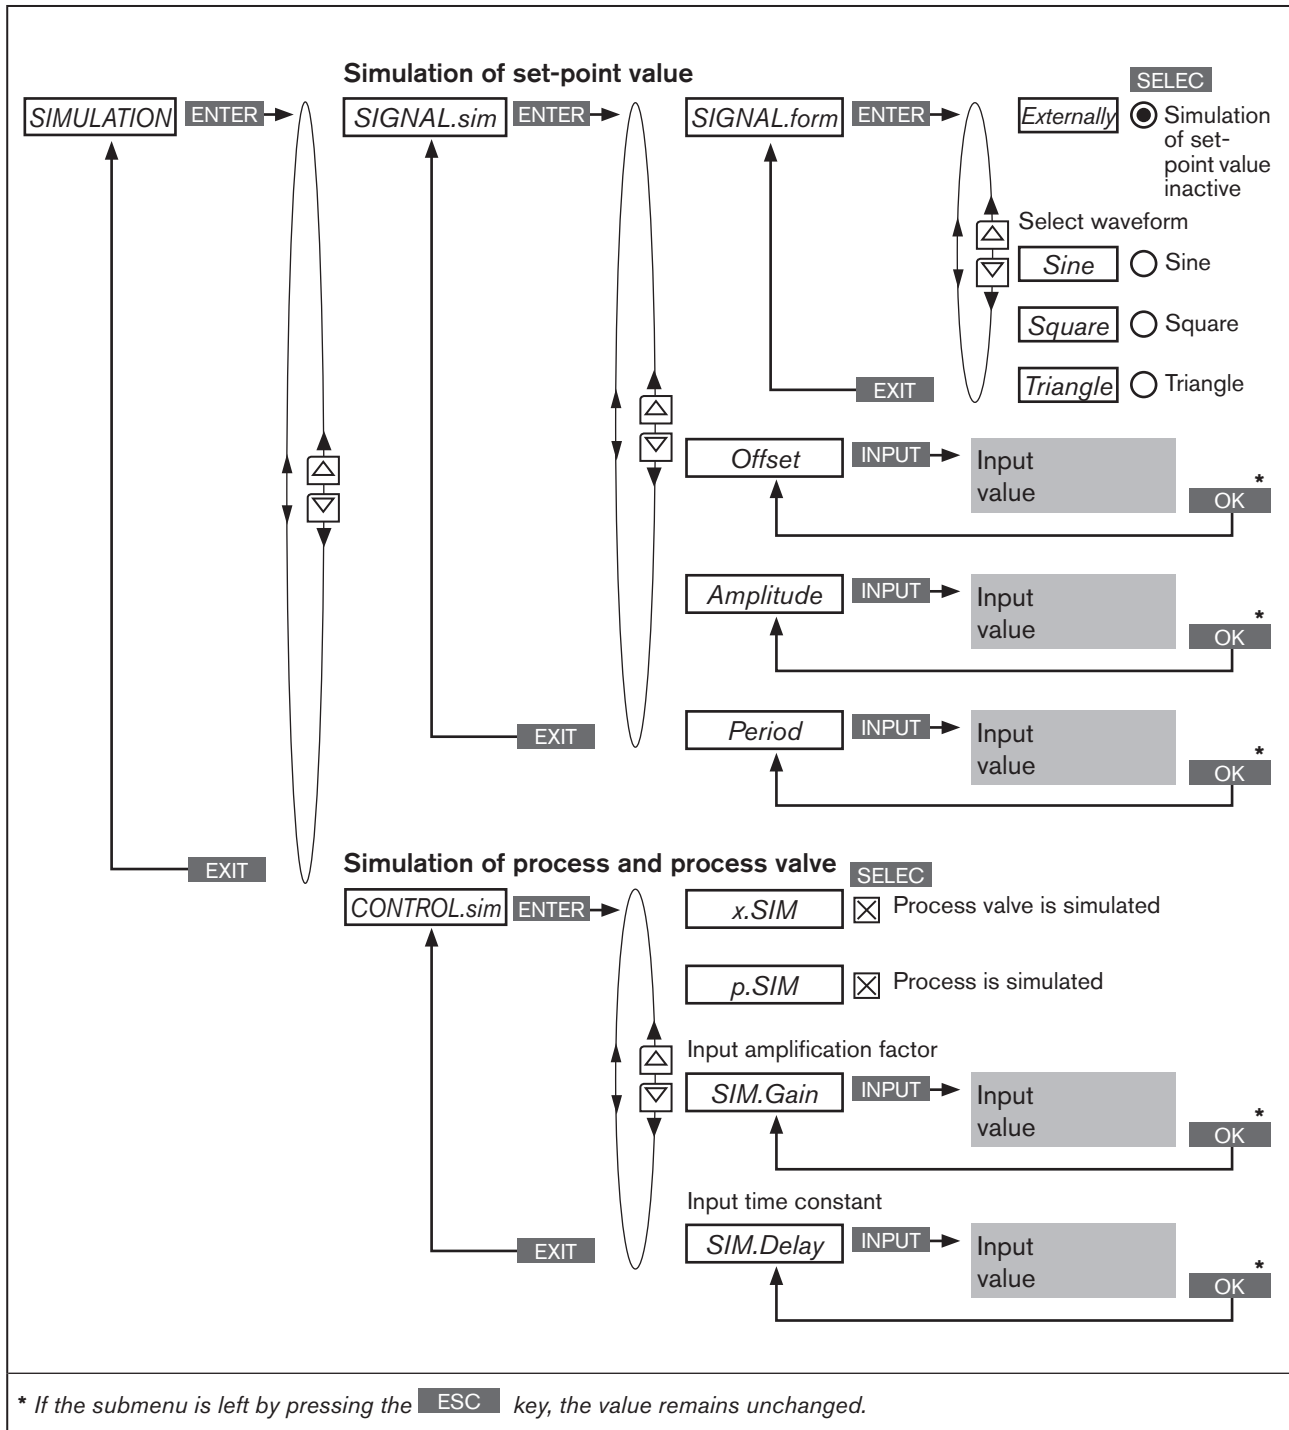 Simulation of set-point value
SELEC
SIMULATION ENTER SIGNAL.sim ENTER SIGNAL.form ENTER Externally Simulation
of set-
point value
inactive
Select waveform
Sine Sine
Square Square
Triangle Triangle
EXIT
Offset INPUT Input
value
*
OK
Amplitude INPUT Input
value
*
OK
Period INPUT Input
value
*
OK
EXIT
EXIT
Simulation of process and process valve
SELEC
CONTROL.sim ENTER x.SIM Process valve is simulated
p.SIM Process is simulated
Input amplification factor
SIM.Gain INPUT Input
value
*
OK
Input time constant
SIM.Delay INPUT Input
value
*
OK
EXIT
* If the submenu is left by pressing the ESC key, the value remains unchanged.